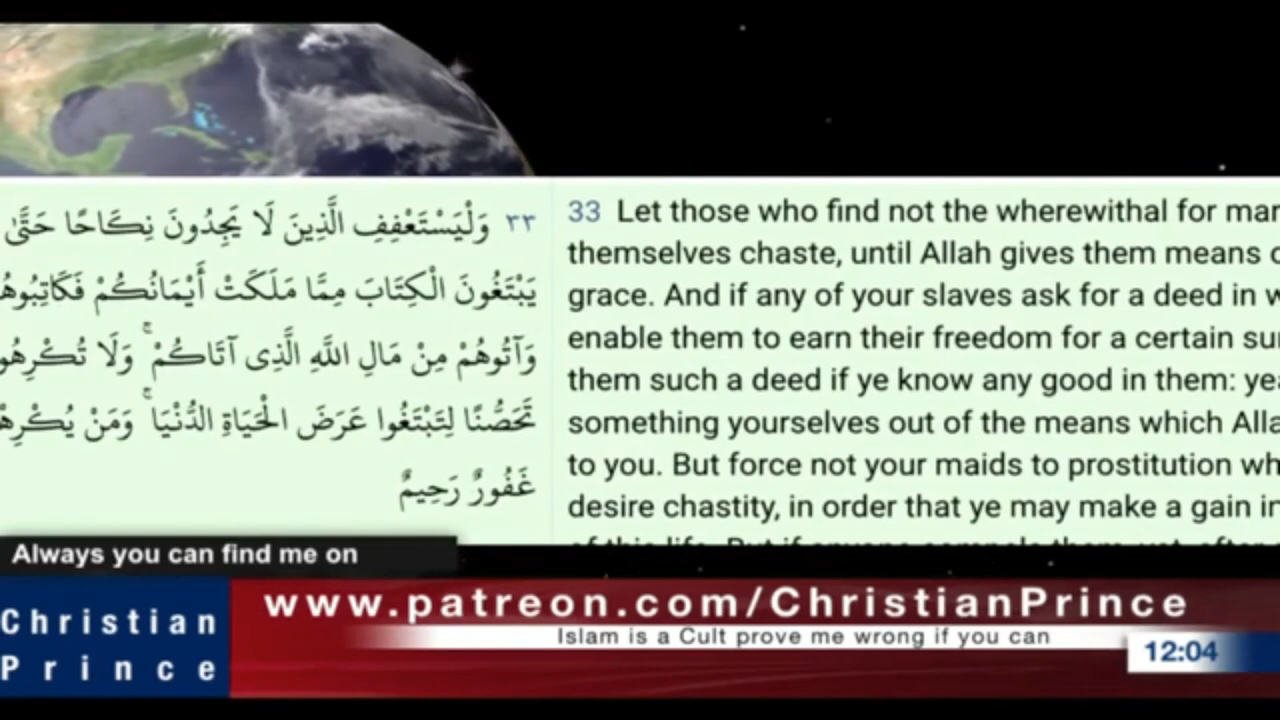 ٣٣ وَلْيَسْتَعْفِفِ الَّذِينَ لَا يَجِدُونَ نِكَاحًا حَتَّىٰ
يَبْتَغُونَ الْكِتَابَ مِمَّا مَلَكَتْ أَيْمَانُكُمْ فَكَاتِبُوه
وَآتُوهُمْ مِنْ مَالِ اللَّهِ الَّذِى آتَاكُمْ ۚ وَلَا تُكْرِهُو
تَحَصُّنًا لِتَبْتَغُوا عَرَضَ الْحَيَاةِ الدُّنْيَا ۚ وَمَنْ يُكْرِه
غَفُورٌ رَحِيمٌ
33 Let those who find not the wherewithal for mar
themselves chaste, until Allah gives them means o
grace. And if any of your slaves ask for a deed in w
enable them to earn their freedom for a certain su
them such a deed if ye know any good in them: yea
something yourselves out of the means which Alla
to you. But force not your maids to prostitution wh
desire chastity, in order that ye may make a gain in
Always you can find me on
Christian
Prince
www.patreon.com/ChristianPrince
Islam is a Cult prove me wrong if you can
12:04